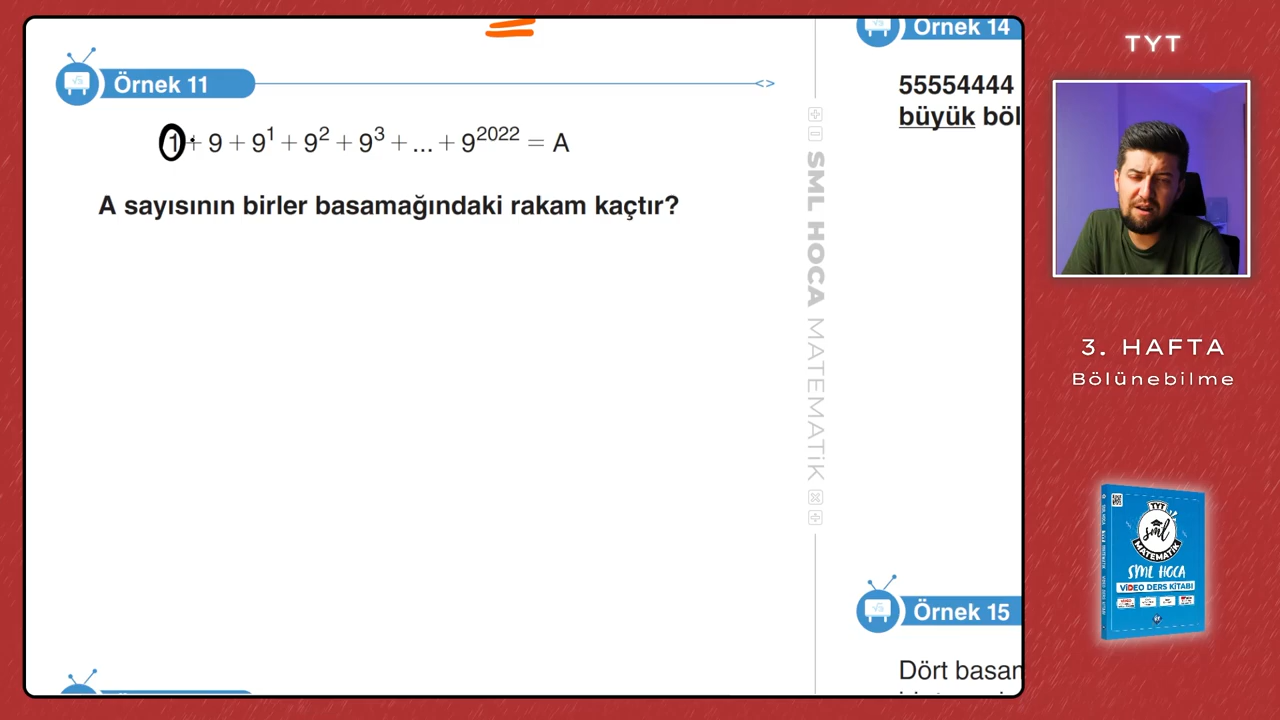 Örnek 11
1 + 9 + 9¹ + 9² + 9³ + ... + 9²⁰²² = A
A sayısının birler basamağındaki rakam kaçtır?
SML HOCA MATEMATİK
Örnek 14
55554444
büyük böl
Örnek 15
Dört basam
TYT
3. HAFTA
Bölünebilme
TYT
sml
MATEMATİK
SML HOCA
VİDEO DERS KİTABI